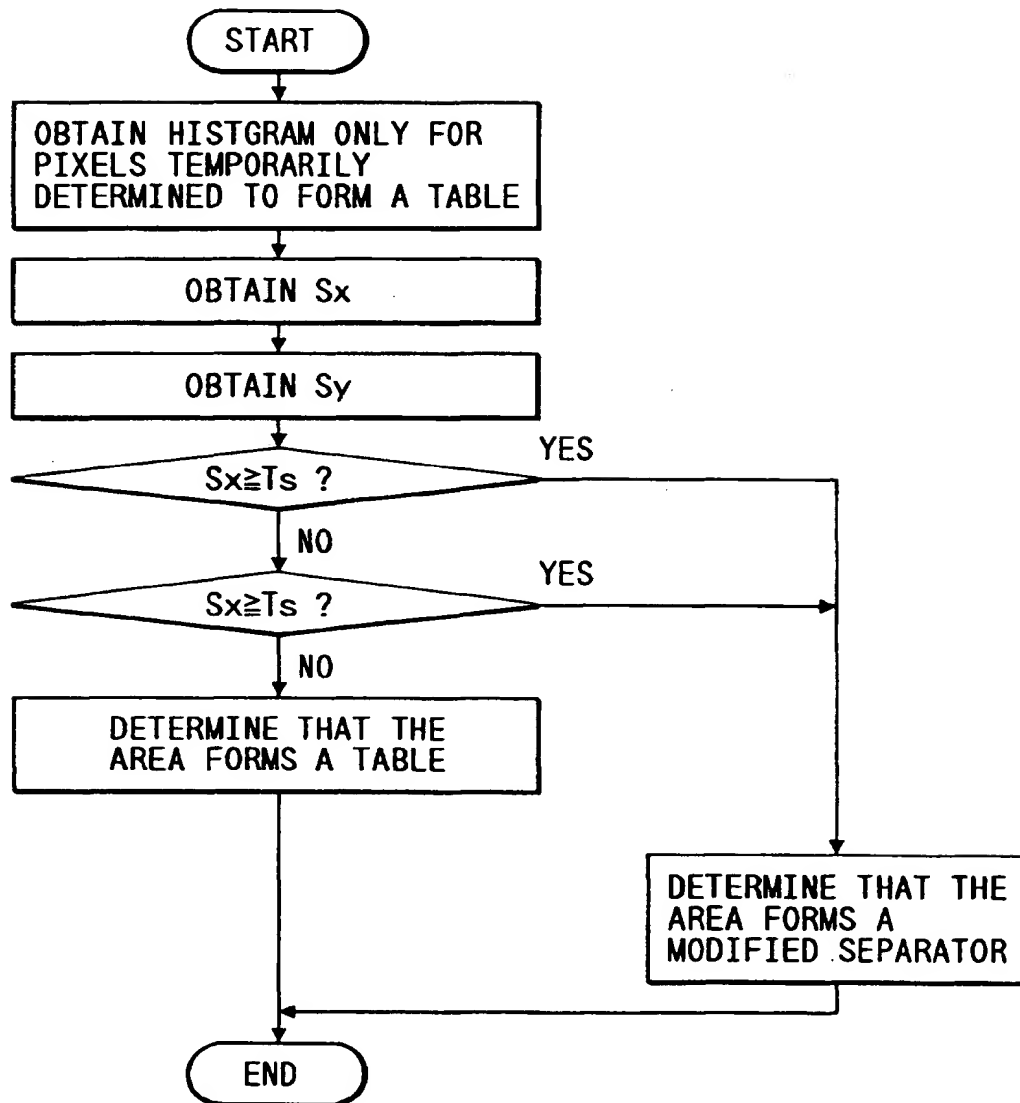 START
OBTAIN HISTGRAM ONLY FOR
PIXELS TEMPORARILY
DETERMINED TO FORM A TABLE
OBTAIN Sx
OBTAIN Sy
Sx≧Ts ?
YES
NO
Sx≧Ts ?
YES
NO
DETERMINE THAT THE
AREA FORMS A TABLE
DETERMINE THAT THE
AREA FORMS A
MODIFIED SEPARATOR
END